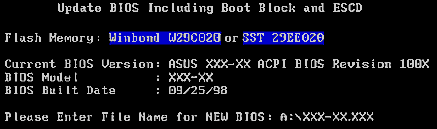 Update BIOS Including Boot Block and ESCD
Flash Memory: Winbond W29C020 or SST 29EE020
Current BIOS Version: ASUS XXX-XX ACPI BIOS Revision 100X
BIOS Model : XXX-XX
BIOS Built Date : 09/25/98
Please Enter File Name for NEW BIOS: A:\XXX-XX.XXX